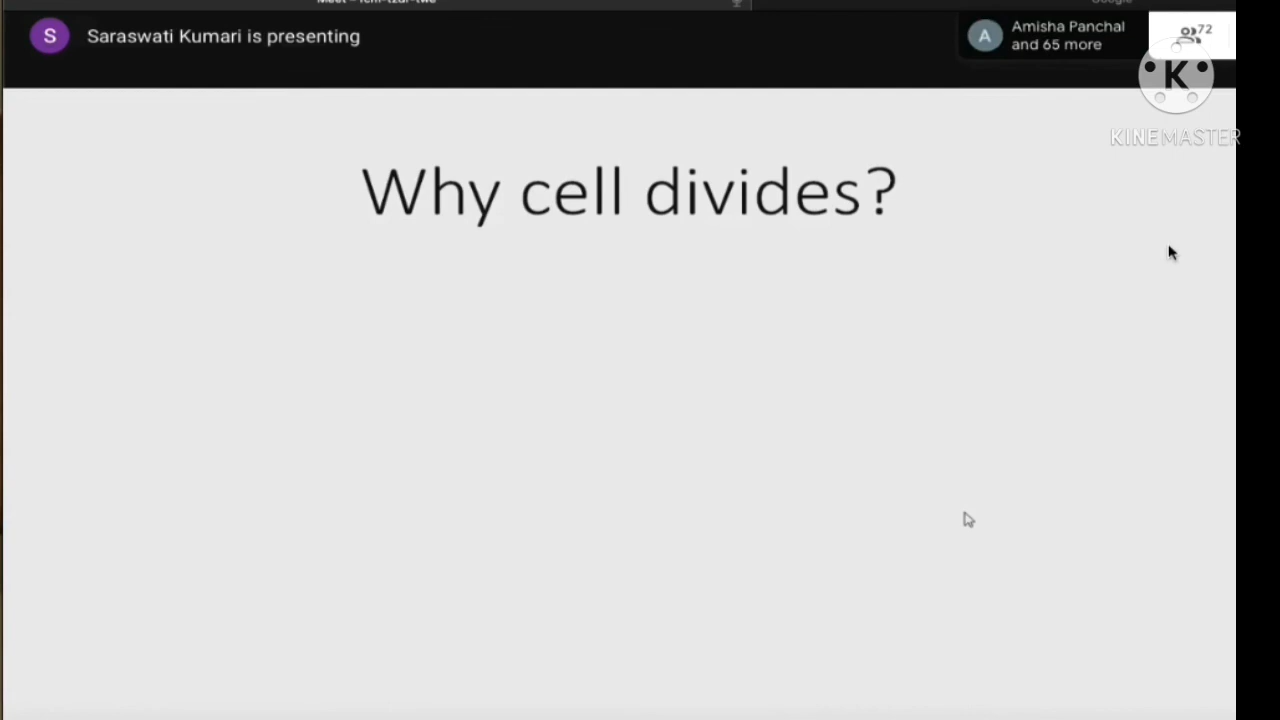 Saraswati Kumari is presenting
S
A
Amisha Panchal
and 65 more
72
K
KINEMASTER
Why cell divides?